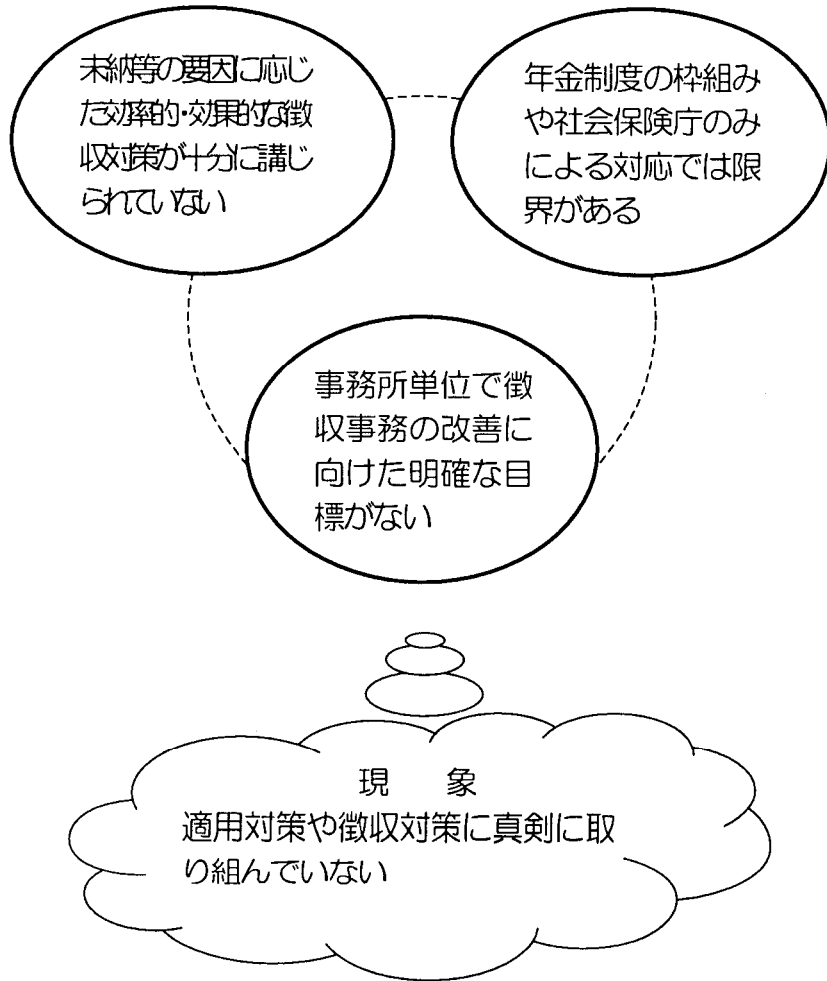 未納等の要因に応じ
た効率的・効果的な徴
収対策が十分に講じ
られていない
年金制度の枠組み
や社会保険庁のみ
による対応では限
界がある
事務所単位で徴
収事務の改善に
向けた明確な目
標がない
現　象
適用対策や徴収対策に真剣に取
り組んでいない